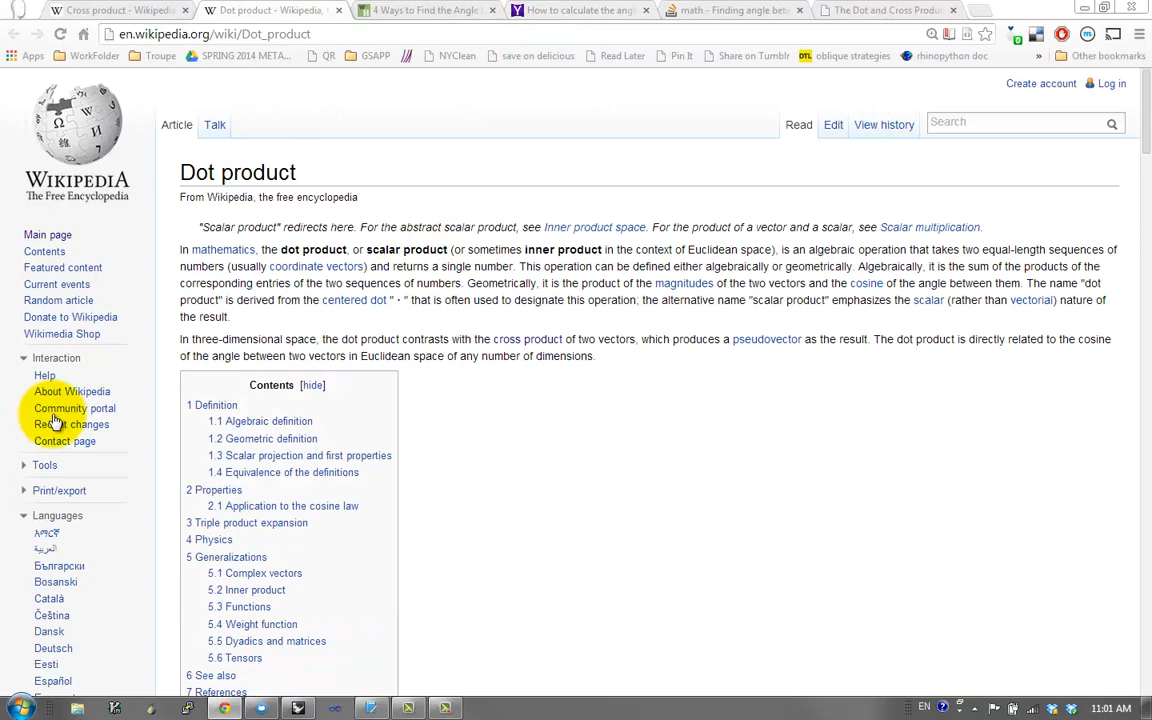 Cross product - Wikipedia
Dot product - Wikipedia, t
4 Ways to Find the Angle
How to calculate the ang
math - Finding angle bet
The Dot and Cross Produ
en.wikipedia.org/wiki/Dot_product
Apps WorkFolder Troupe SPRING 2014 META... QR GSAPP NYClean save on delicious Read Later Pin It Share on Tumblr DTL oblique strategies rhinopython doc » Other bookmarks
Create account Log in
Article Talk Read Edit View history Search
WIKIPEDIA
The Free Encyclopedia
Main page
Contents
Featured content
Current events
Random article
Donate to Wikipedia
Wikimedia Shop
Interaction
Help
About Wikipedia
Community portal
Recent changes
Contact page
Tools
Print/export
Languages
አማርኛ
العربية
Български
Bosanski
Català
Čeština
Dansk
Deutsch
Eesti
Español
Dot product
From Wikipedia, the free encyclopedia
"Scalar product" redirects here. For the abstract scalar product, see Inner product space. For the product of a vector and a scalar, see Scalar multiplication.
In mathematics, the dot product, or scalar product (or sometimes inner product in the context of Euclidean space), is an algebraic operation that takes two equal-length sequences of
numbers (usually coordinate vectors) and returns a single number. This operation can be defined either algebraically or geometrically. Algebraically, it is the sum of the products of the
corresponding entries of the two sequences of numbers. Geometrically, it is the product of the magnitudes of the two vectors and the cosine of the angle between them. The name "dot
product" is derived from the centered dot " · " that is often used to designate this operation; the alternative name "scalar product" emphasizes the scalar (rather than vectorial) nature of
the result.
In three-dimensional space, the dot product contrasts with the cross product of two vectors, which produces a pseudovector as the result. The dot product is directly related to the cosine
of the angle between two vectors in Euclidean space of any number of dimensions.
Contents [hide]
1 Definition
1.1 Algebraic definition
1.2 Geometric definition
1.3 Scalar projection and first properties
1.4 Equivalence of the definitions
2 Properties
2.1 Application to the cosine law
3 Triple product expansion
4 Physics
5 Generalizations
5.1 Complex vectors
5.2 Inner product
5.3 Functions
5.4 Weight function
5.5 Dyadics and matrices
5.6 Tensors
6 See also
7 References
EN 11:01 AM